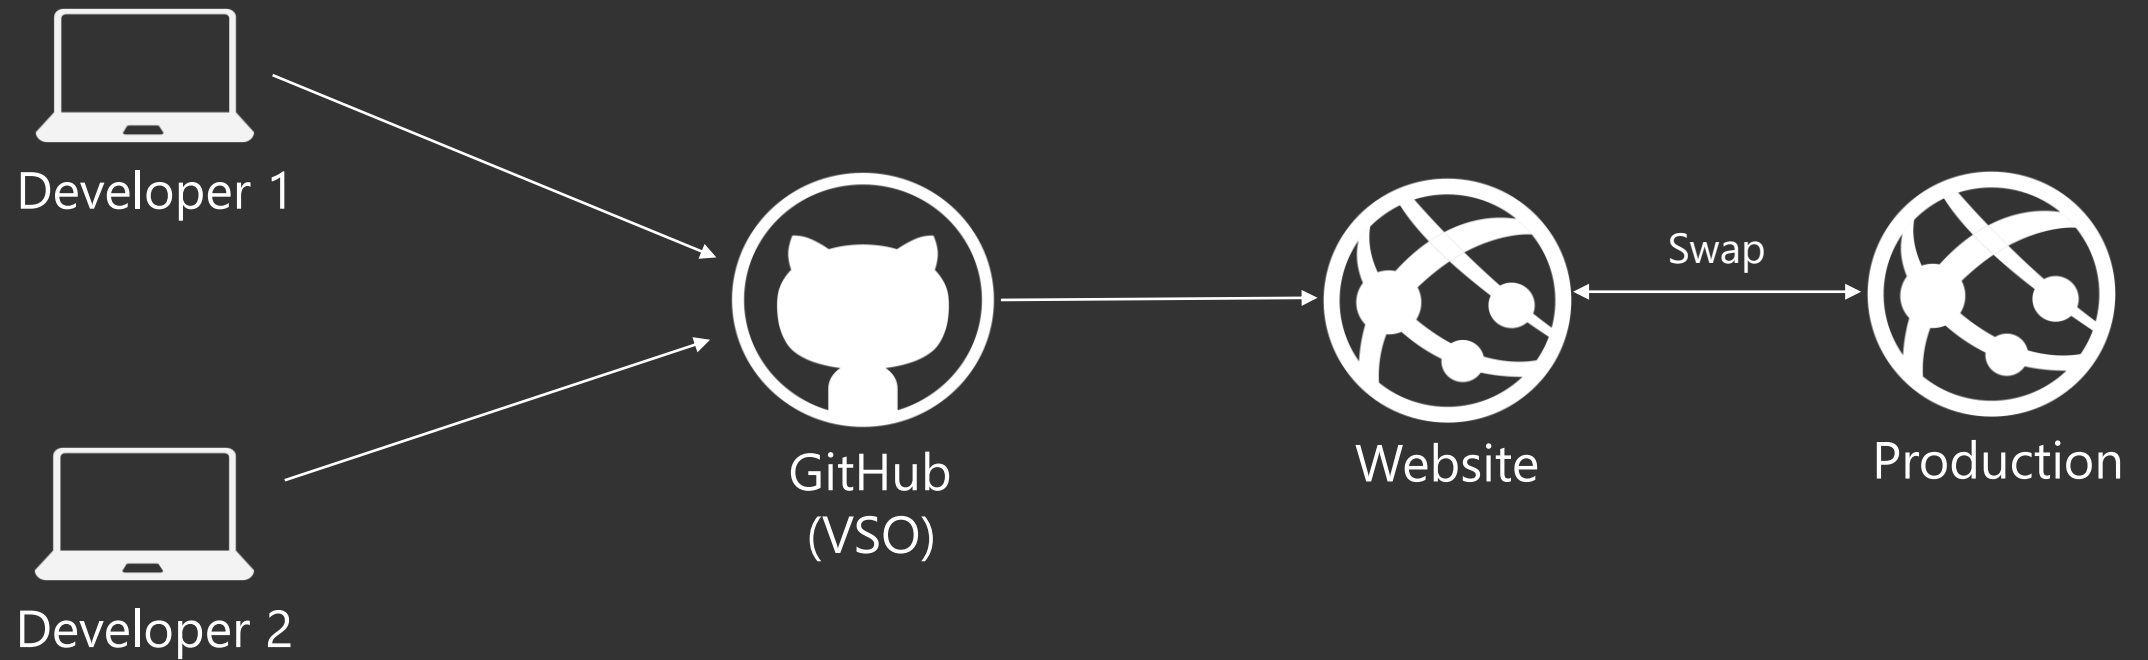 Developer 1
Developer 2
GitHub
(VSO)
Website
Swap
Production